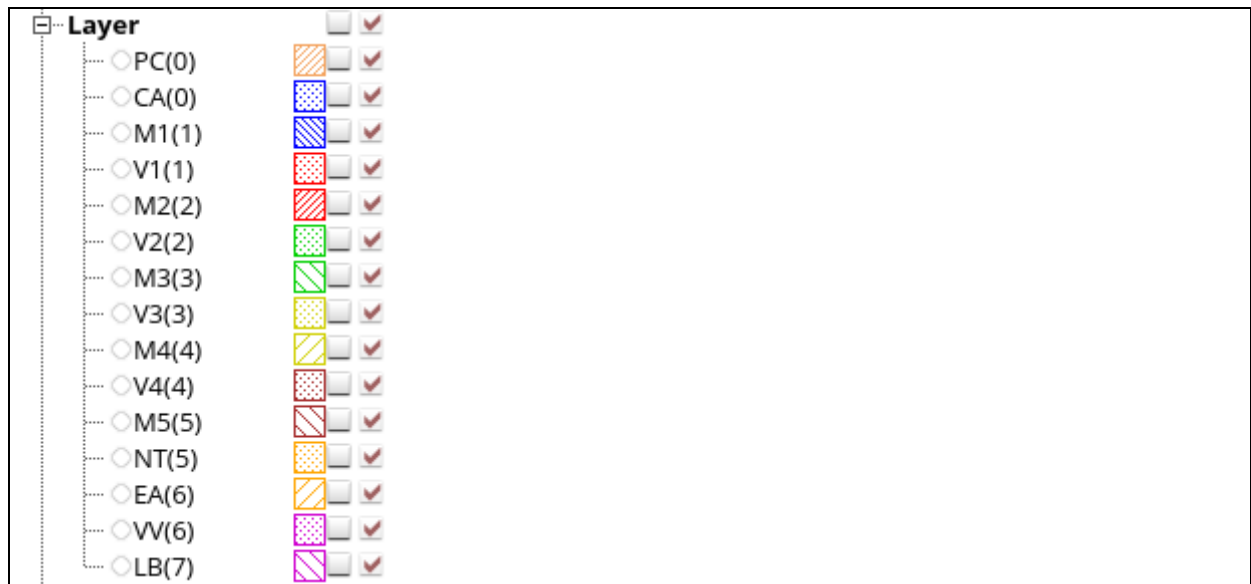 Layer
PC(0)
CA(0)
M1(1)
V1(1)
M2(2)
V2(2)
M3(3)
V3(3)
M4(4)
V4(4)
M5(5)
NT(5)
EA(6)
VV(6)
LB(7)